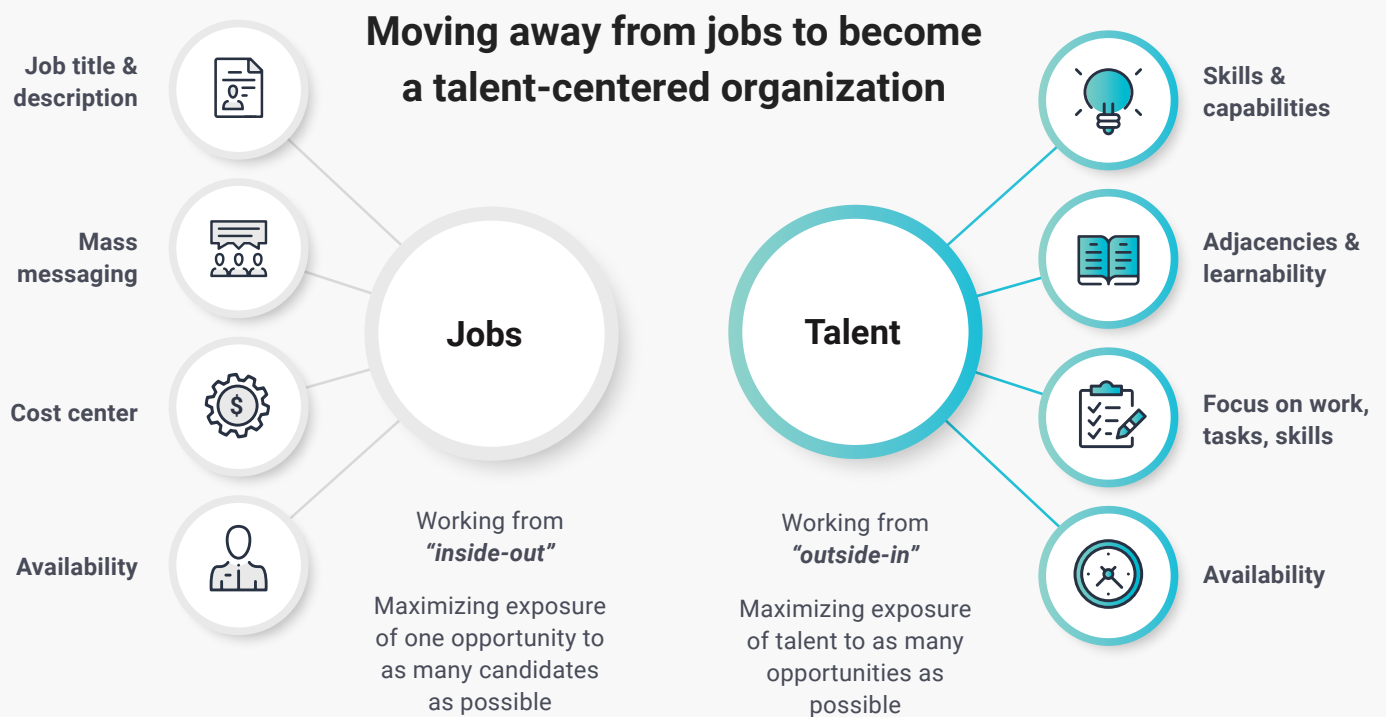 Moving away from jobs to become
a talent-centered organization
Job title &
description
Mass
messaging
Cost center
$
Availability
Jobs
Working from
“inside-out”
Maximizing exposure
of one opportunity to
as many candidates
as possible
Talent
Working from
“outside-in”
Maximizing exposure
of talent to as many
opportunities as
possible
Skills &
capabilities
Adjacencies &
learnability
Focus on work,
tasks, skills
Availability